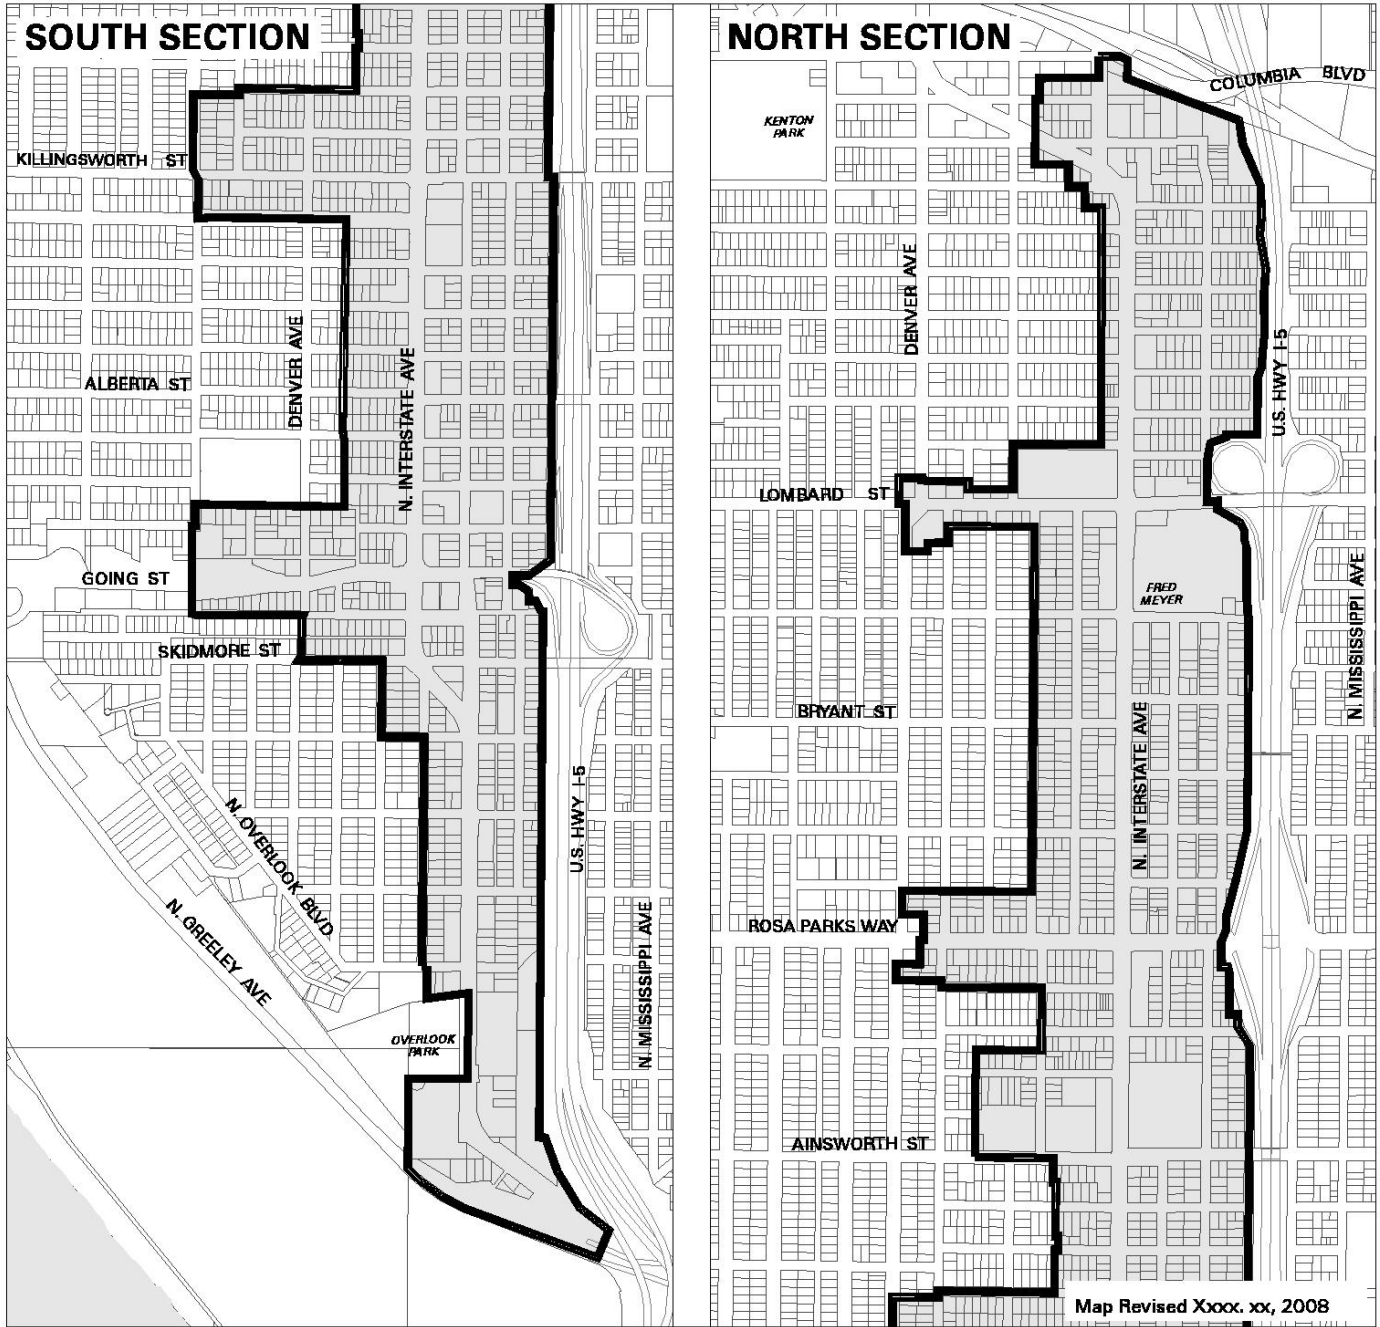 SOUTH SECTION
KILLINGSWORTH ST
DENVER AVE
ALBERTA ST
N. INTERSTATE AVE
GOING ST
SKIDMORE ST
U.S. HWY I-5
N. OVERLOOK BLVD
N. GREELEY AVE
N. MISSISSIPPI AVE
OVERLOOK
PARK
NORTH SECTION
COLUMBIA BLVD
KENTON
PARK
DENVER AVE
U.S. HWY I-5
LOMBARD ST
FRED
MEYER
N. MISSISSIPPI AVE
BRYANT ST
N. INTERSTATE AVE
ROSA PARKS WAY
AINSWORTH ST
Map Revised Xxxx. xx, 2008